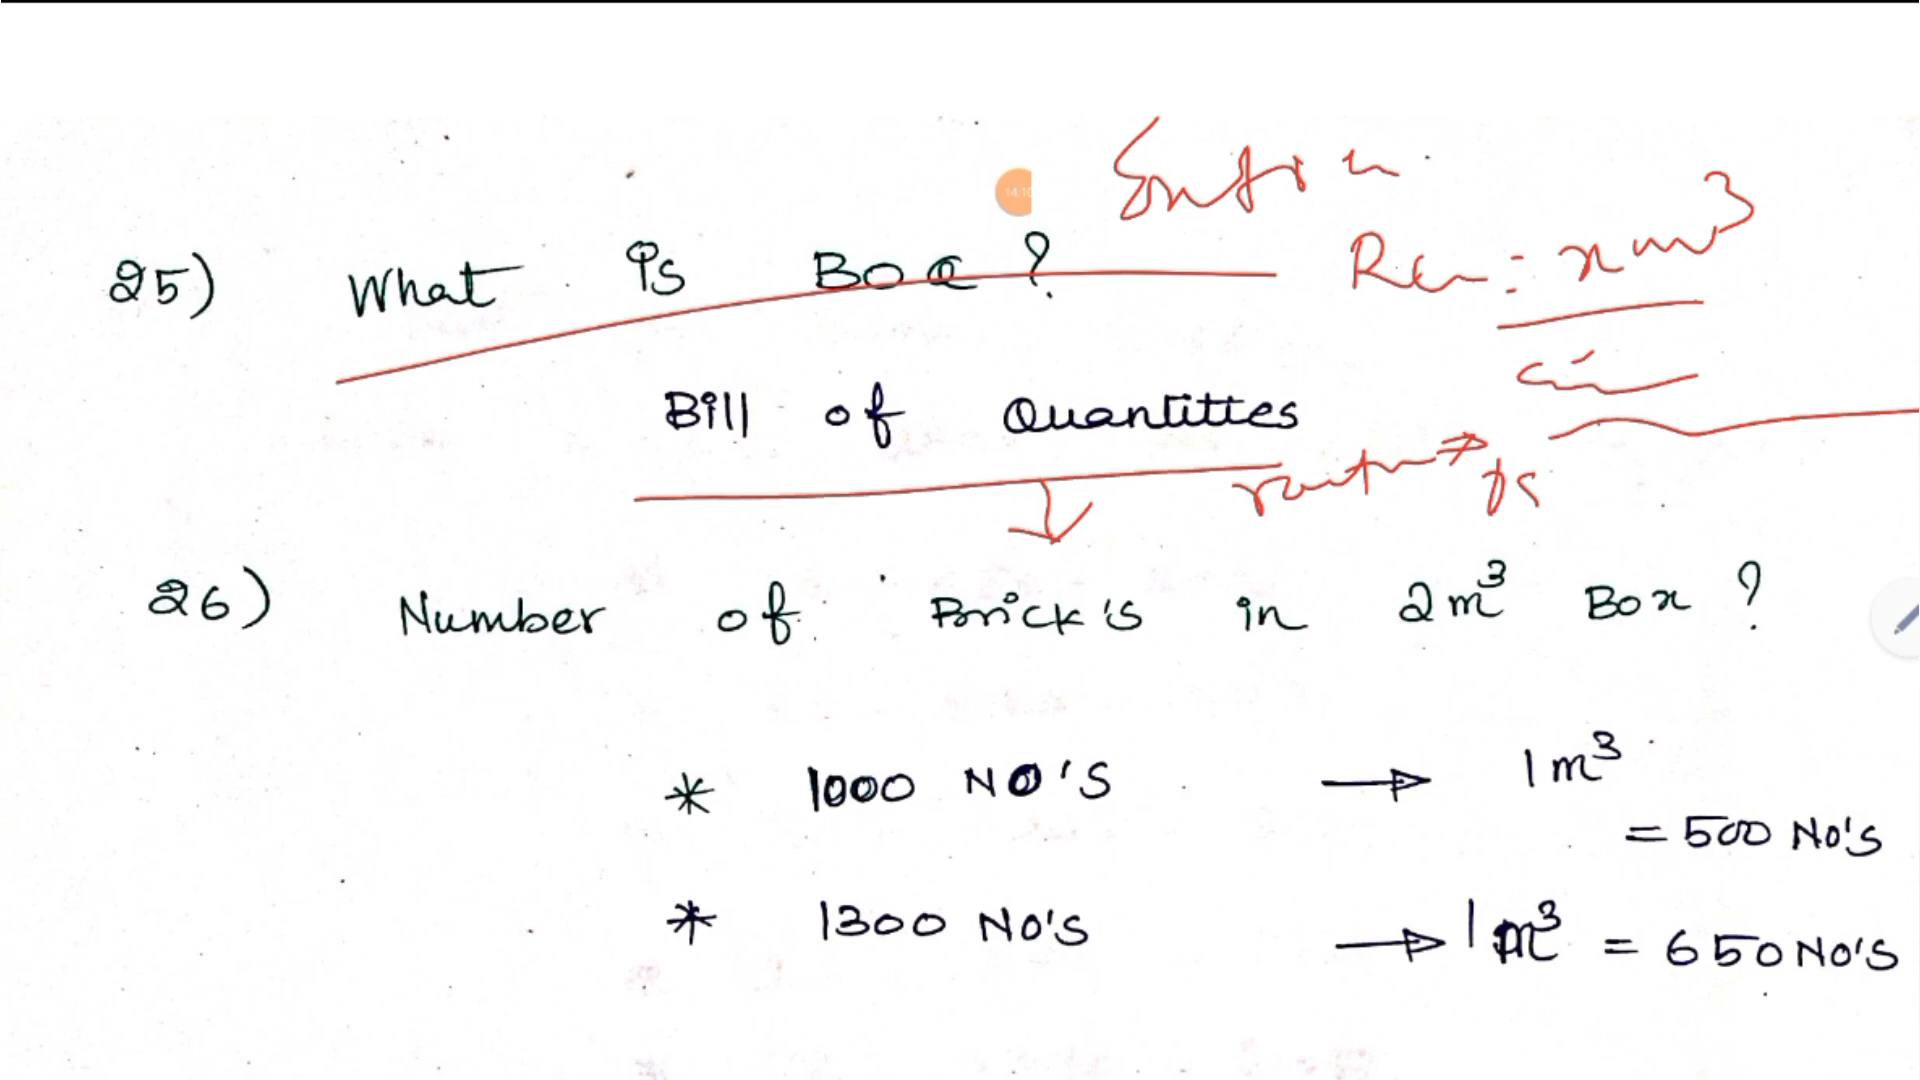 25) What is BOQ ?
Bill of Quantities
26) Number of Brick's in 2m³ Box ?
* 1000 NO'S → 1m³
= 500 No's
* 1300 NO'S → 1m³ = 650 NO'S